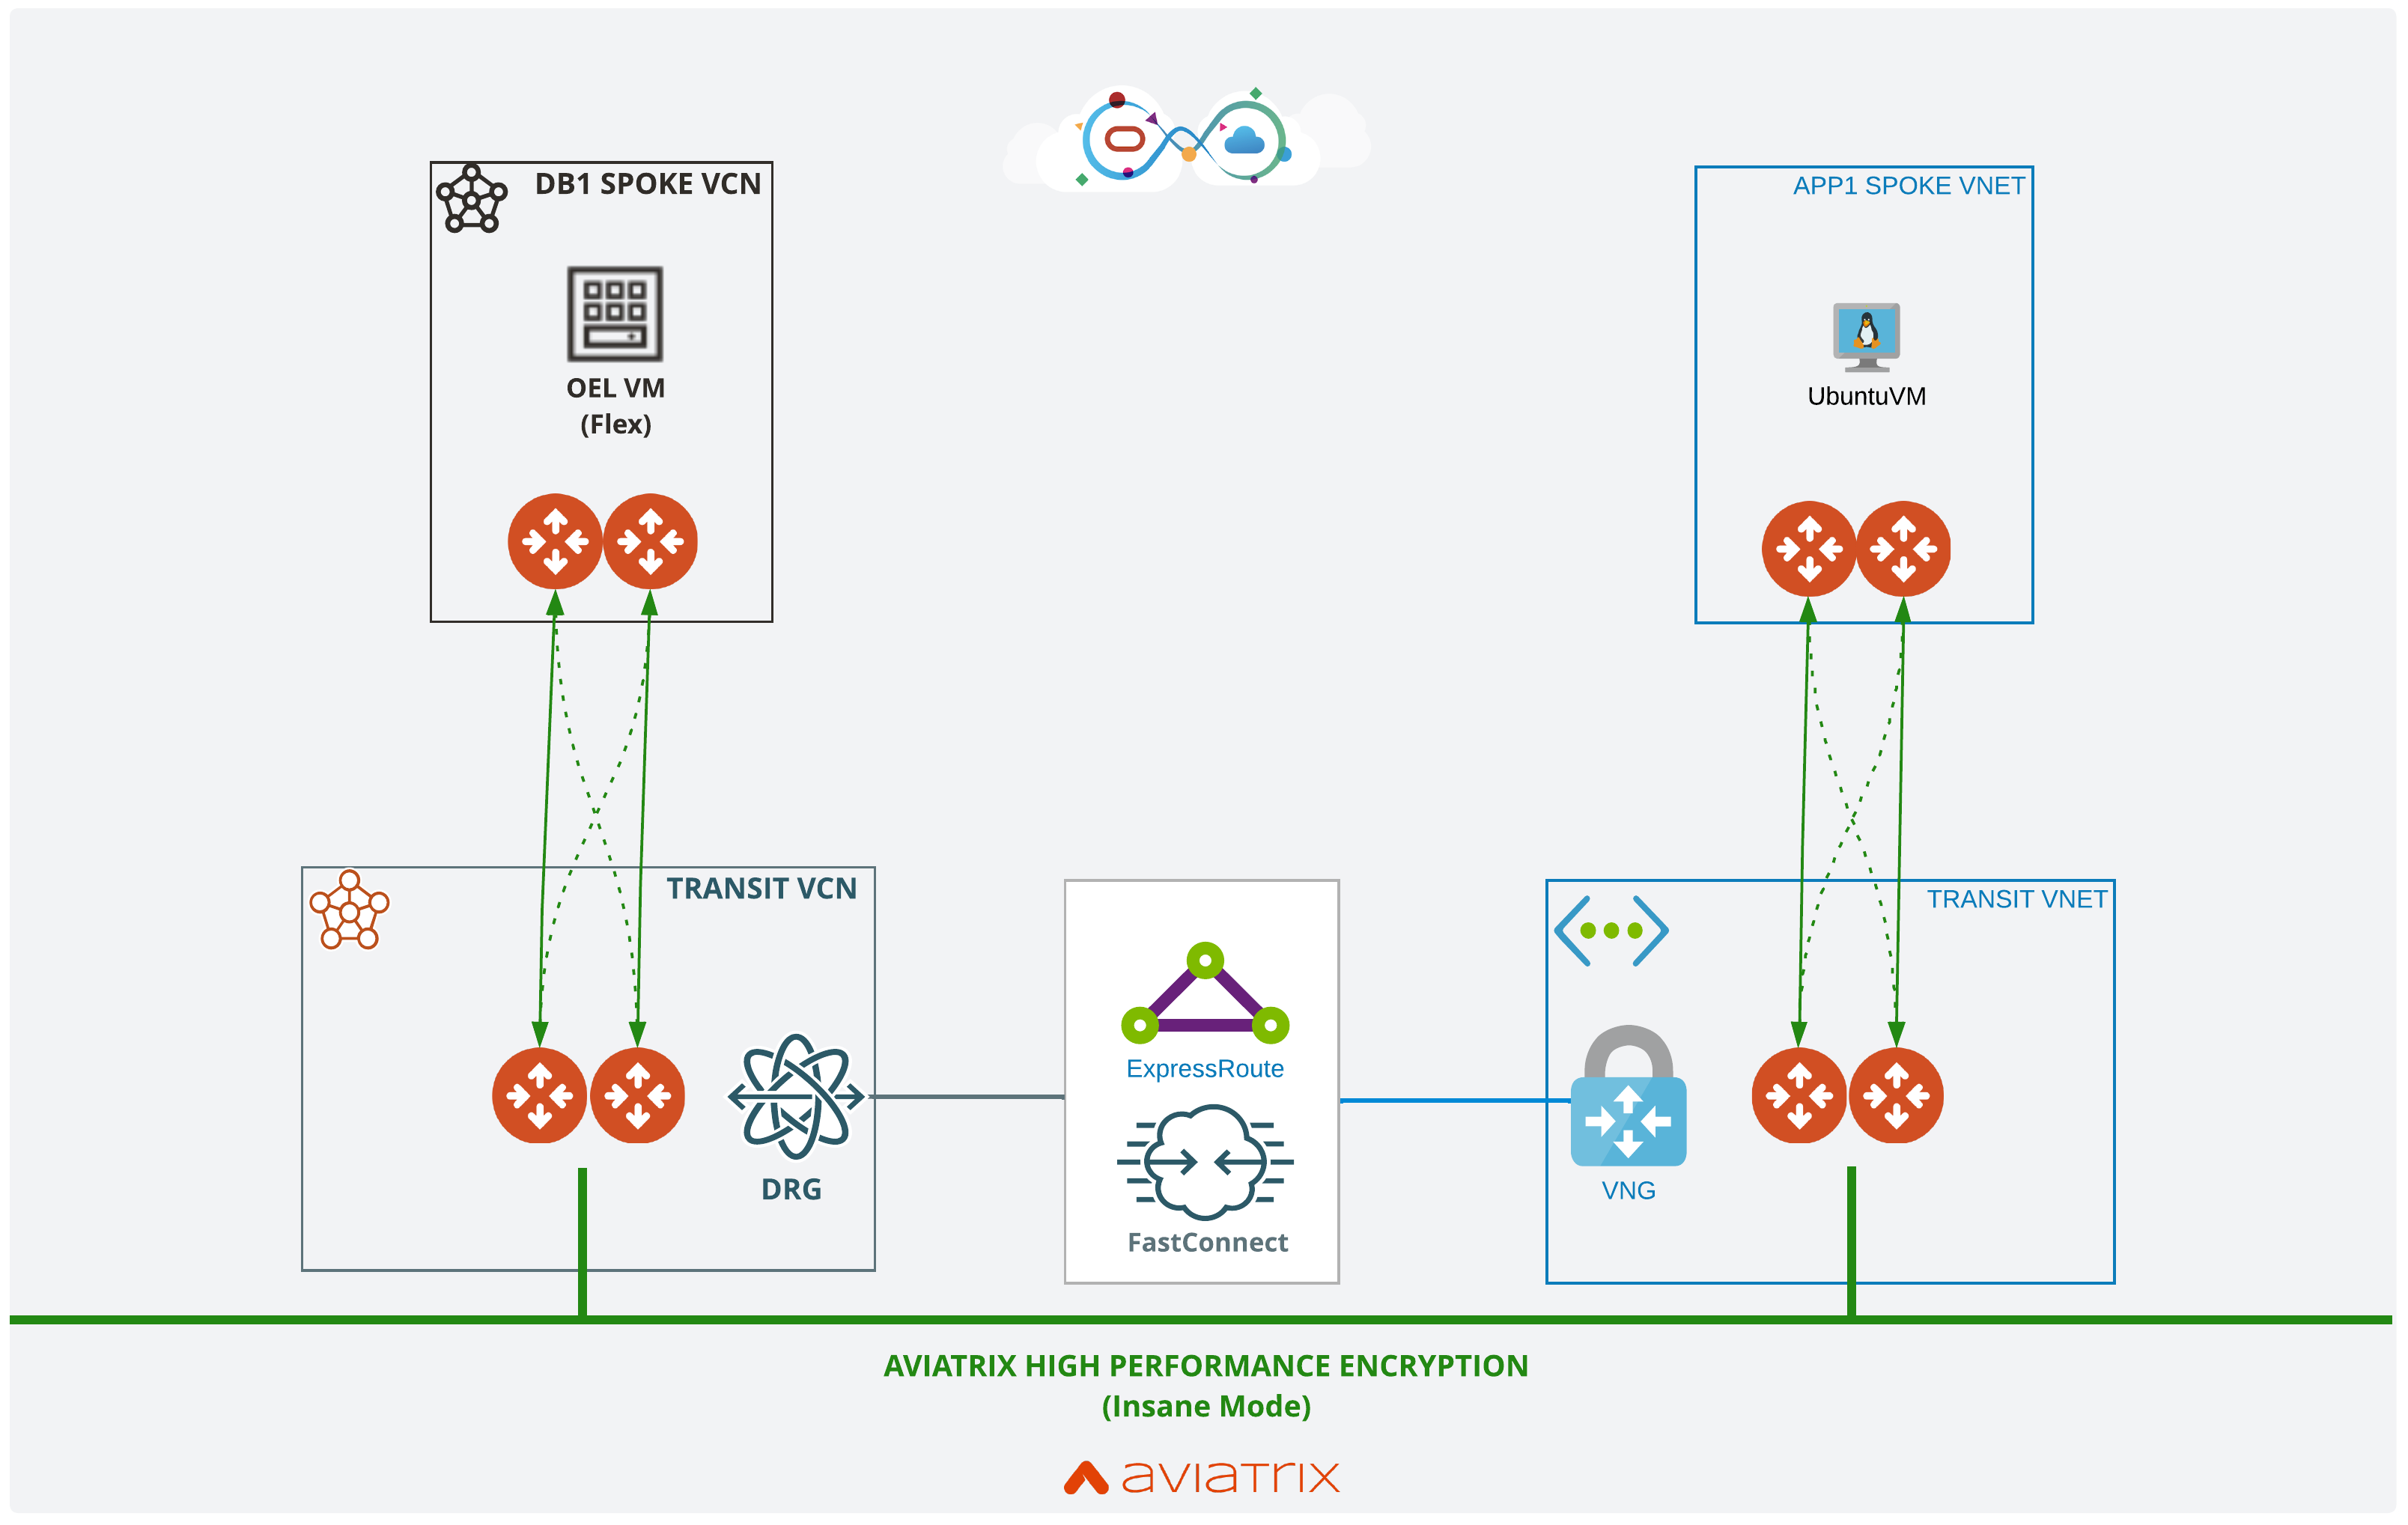 DB1 SPOKE VCN
OEL VM
(Flex)
APP1 SPOKE VNET
UbuntuVM
TRANSIT VCN
DRG
ExpressRoute
FastConnect
TRANSIT VNET
VNG
AVIATRIX HIGH PERFORMANCE ENCRYPTION
(Insane Mode)
aviatrix